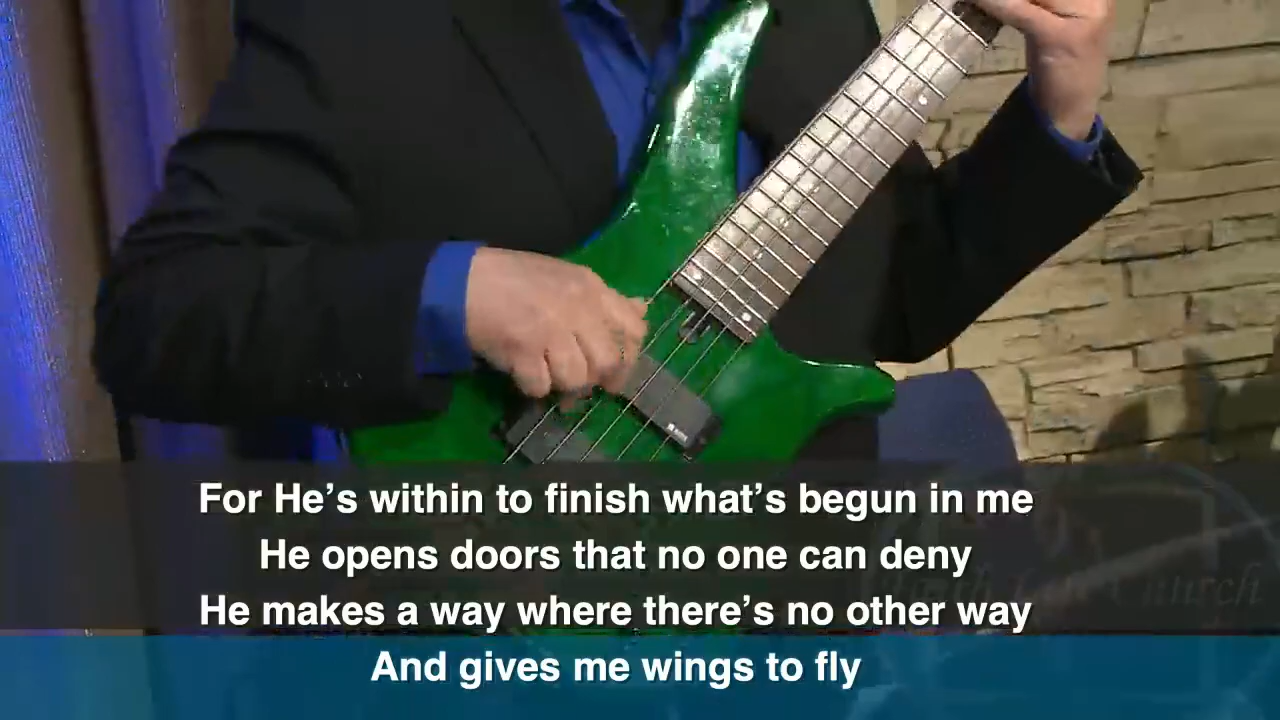 For He’s within to finish what’s begun in me
He opens doors that no one can deny
He makes a way where there’s no other way
And gives me wings to fly
Church